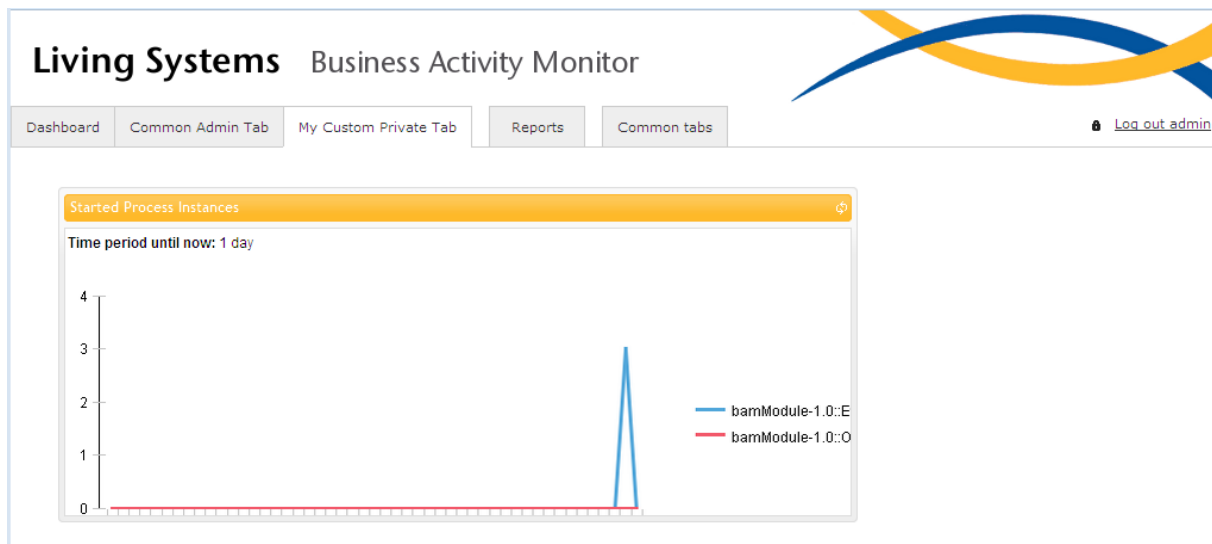 Living Systems Business Activity Monitor
Dashboard Common Admin Tab My Custom Private Tab Reports Common tabs Log out admin
Started Process Instances
Time period until now: 1 day
4
3
2
1
0
bamModule-1.0::E
bamModule-1.0::O